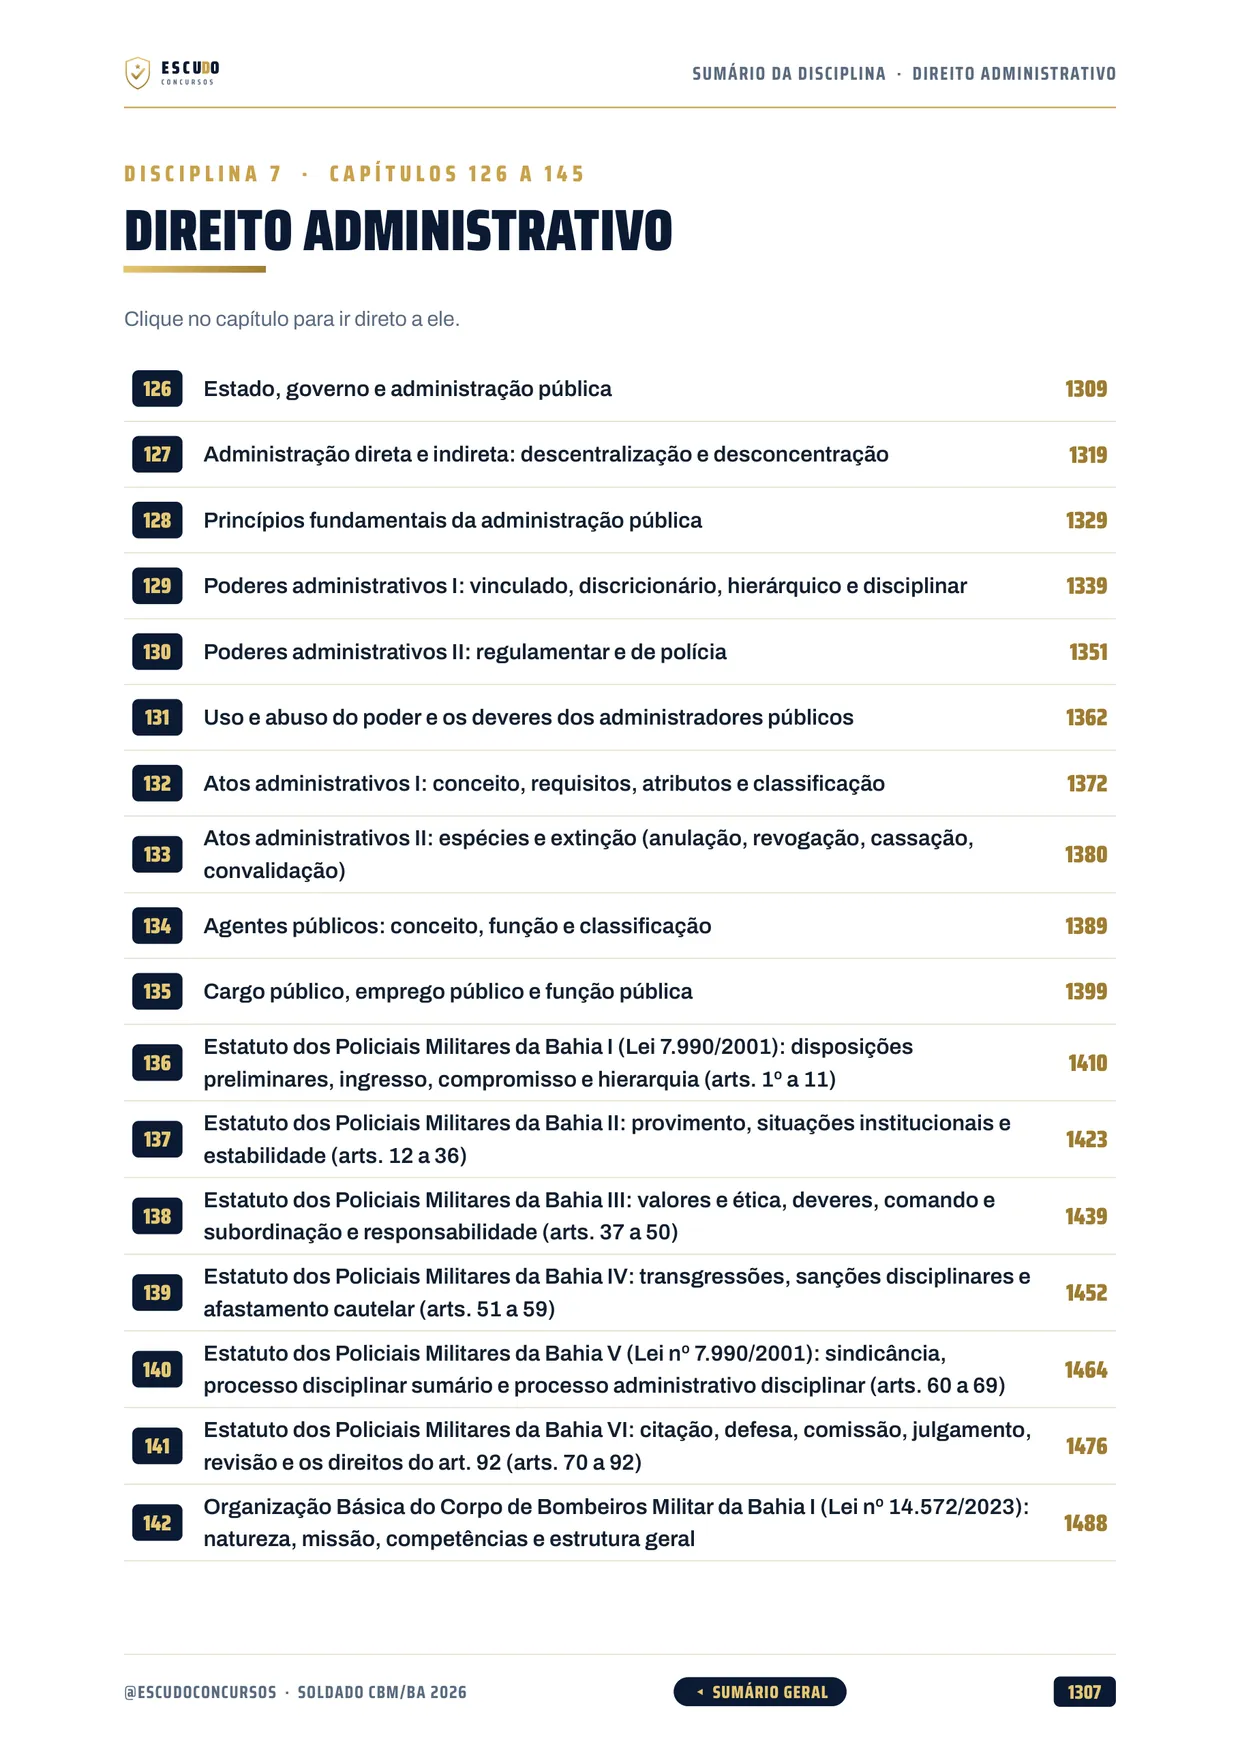 ESCUDO
CONCURSOS
SUMÁRIO DA DISCIPLINA · DIREITO ADMINISTRATIVO
DISCIPLINA 7 · CAPÍTULOS 126 A 145
DIREITO ADMINISTRATIVO
Clique no capítulo para ir direto a ele.
126 Estado, governo e administração pública 1309
127 Administração direta e indireta: descentralização e desconcentração 1319
128 Princípios fundamentais da administração pública 1329
129 Poderes administrativos I: vinculado, discricionário, hierárquico e disciplinar 1339
130 Poderes administrativos II: regulamentar e de polícia 1351
131 Uso e abuso do poder e os deveres dos administradores públicos 1362
132 Atos administrativos I: conceito, requisitos, atributos e classificação 1372
133 Atos administrativos II: espécies e extinção (anulação, revogação, cassação,
convalidação) 1380
134 Agentes públicos: conceito, função e classificação 1389
135 Cargo público, emprego público e função pública 1399
136 Estatuto dos Policiais Militares da Bahia I (Lei 7.990/2001): disposições
preliminares, ingresso, compromisso e hierarquia (arts. 1º a 11) 1410
137 Estatuto dos Policiais Militares da Bahia II: provimento, situações institucionais e
estabilidade (arts. 12 a 36) 1423
138 Estatuto dos Policiais Militares da Bahia III: valores e ética, deveres, comando e
subordinação e responsabilidade (arts. 37 a 50) 1439
139 Estatuto dos Policiais Militares da Bahia IV: transgressões, sanções disciplinares e
afastamento cautelar (arts. 51 a 59) 1452
140 Estatuto dos Policiais Militares da Bahia V (Lei nº 7.990/2001): sindicância,
processo disciplinar sumário e processo administrativo disciplinar (arts. 60 a 69) 1464
141 Estatuto dos Policiais Militares da Bahia VI: citação, defesa, comissão, julgamento,
revisão e os direitos do art. 92 (arts. 70 a 92) 1476
142 Organização Básica do Corpo de Bombeiros Militar da Bahia I (Lei nº 14.572/2023):
natureza, missão, competências e estrutura geral 1488
@ESCUDOCONCURSOS · SOLDADO CBM/BA 2026
◂ SUMÁRIO GERAL
1307